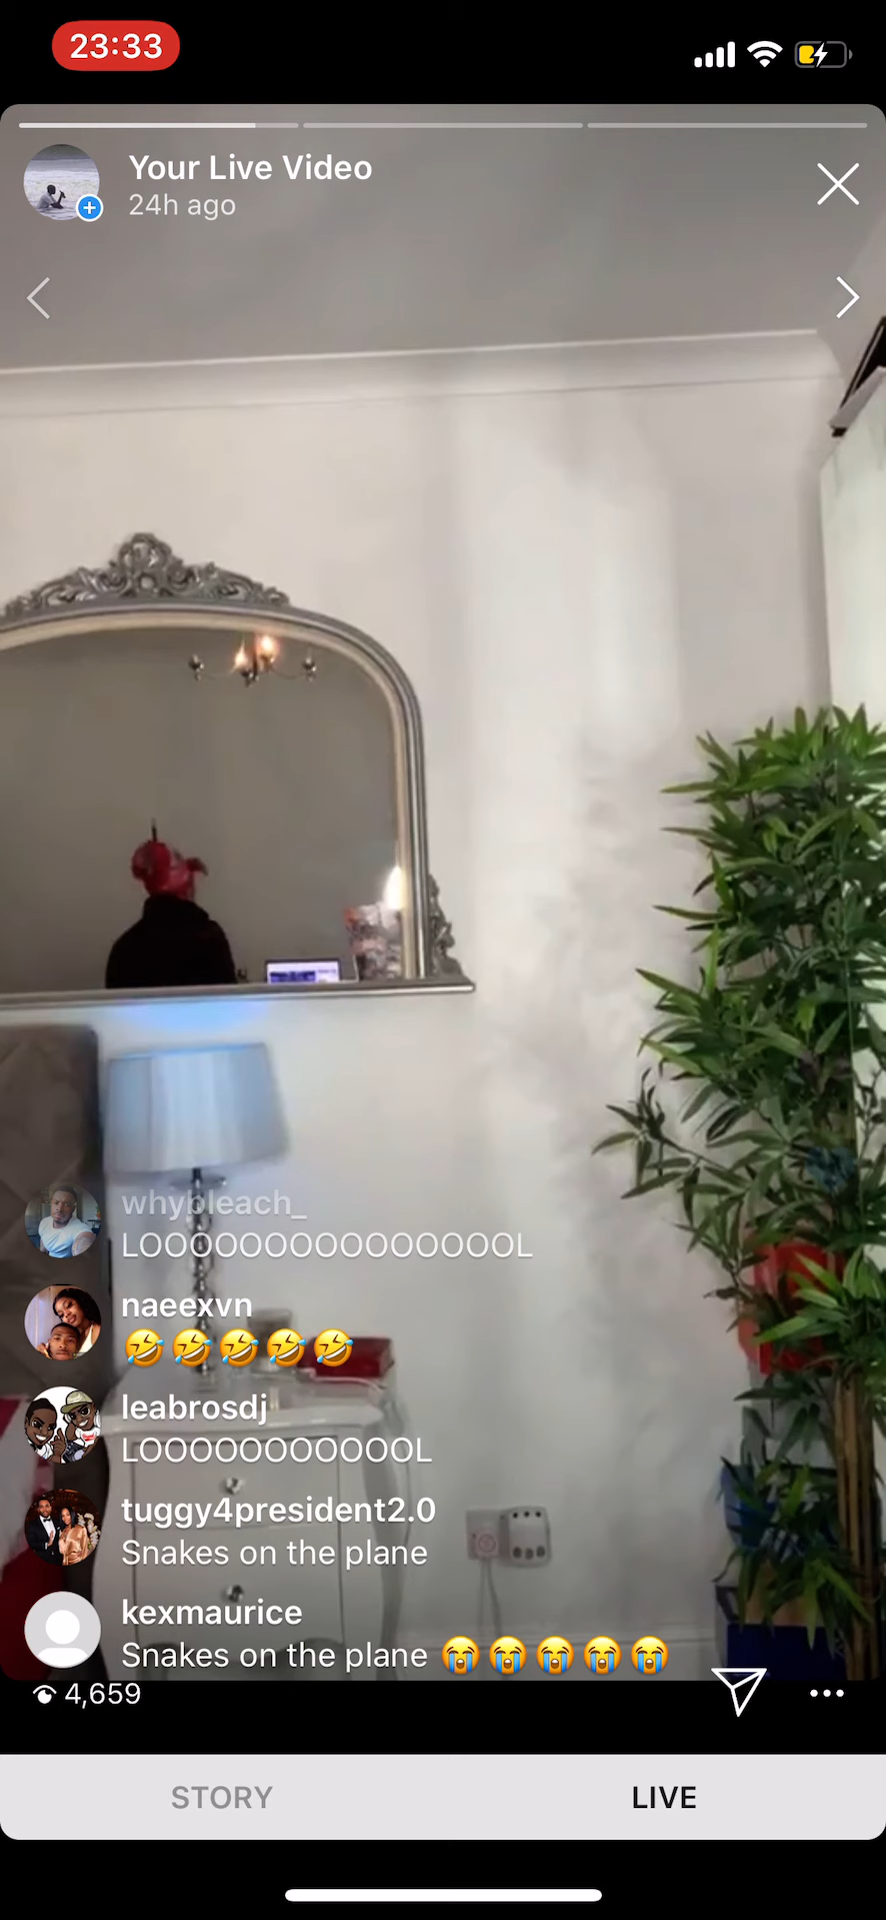 23:33
Your Live Video
24h ago
whybleach_
LOOOOOOOOOOOOOOOL
naeexvn
🤣🤣🤣🤣🤣
leabrosdj
LOOOOOOOOOOOL
tuggy4president2.0
Snakes on the plane
kexmaurice
Snakes on the plane 😭😭😭😭😭
4,659
STORY
LIVE